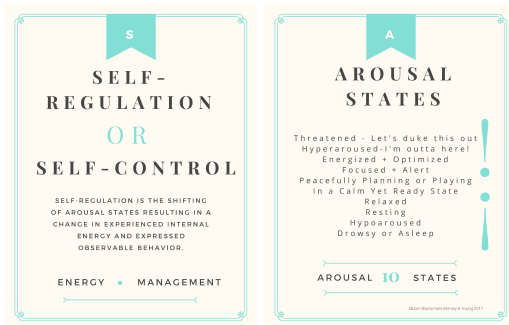 S
SELF-
REGULATION
OR
SELF-CONTROL
SELF-REGULATION IS THE SHIFTING
OF AROUSAL STATES RESULTING IN A
CHANGE IN EXPERIENCED INTERNAL
ENERGY AND EXPRESSED
OBSERVABLE BEHAVIOR.
ENERGY • MANAGEMENT
A
AROUSAL
STATES
Threatened - Let's duke this out
Hyperaroused-I'm outta here!
Energized + Optimized
Focused + Alert
Peacefully Planning or Playing
In a Calm Yet Ready State
Relaxed
Resting
Hypoaroused
Drowsy or Asleep
AROUSAL 10 STATES
Kenney & Young 2017